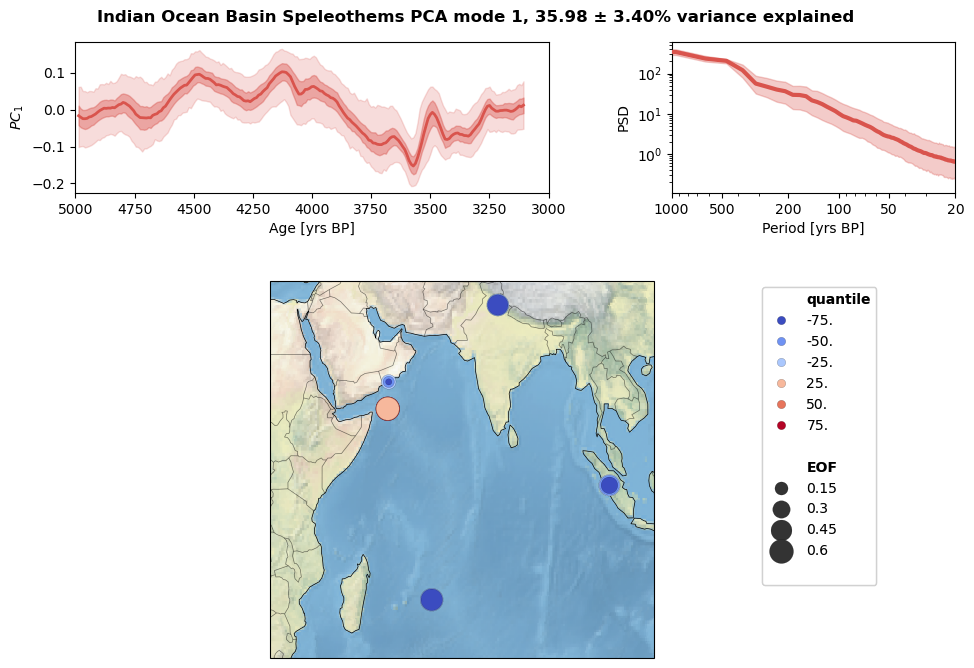 Indian Ocean Basin Speleothems PCA mode 1, 35.98 ± 3.40% variance explained
PC₁
0.1
0.0
−0.1
−0.2
5000 4750 4500 4250 4000 3750 3500 3250 3000
Age [yrs BP]
PSD
10²
10¹
10⁰
1000 500 200 100 50 20
Period [yrs BP]
quantile
-75.
-50.
-25.
25.
50.
75.
EOF
0.15
0.3
0.45
0.6